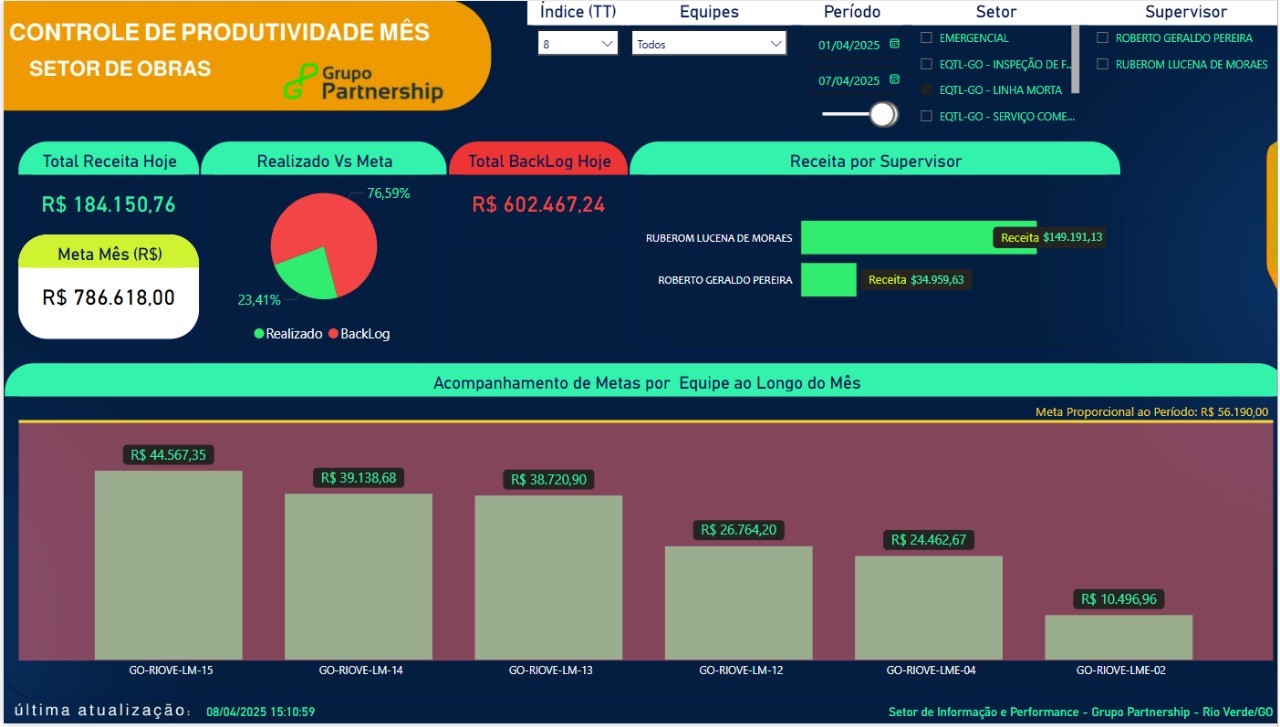 CONTROLE DE PRODUTIVIDADE MÊS
SETOR DE OBRAS
Grupo
Partnership
Índice (TT)
8
Equipes
Todos
Período
01/04/2025
07/04/2025
Setor
EMERGENCIAL
EQTL-GO - INSPEÇÃO DE F...
EQTL-GO - LINHA MORTA
EQTL-GO - SERVIÇO COME...
Supervisor
ROBERTO GERALDO PEREIRA
RUBEROM LUCENA DE MORAES
Total Receita Hoje
R$ 184.150,76
Meta Mês (R$)
R$ 786.618,00
Realizado Vs Meta
76,59%
23,41%
Realizado BackLog
Total BackLog Hoje
R$ 602.467,24
Receita por Supervisor
RUBEROM LUCENA DE MORAES Receita $149.191,13
ROBERTO GERALDO PEREIRA Receita $34.959,63
Acompanhamento de Metas por Equipe ao Longo do Mês
Meta Proporcional ao Período: R$ 56.190,00
R$ 44.567,35
R$ 39.138,68
R$ 38.720,90
R$ 26.764,20
R$ 24.462,67
R$ 10.496,96
GO-RIOVE-LM-15 GO-RIOVE-LM-14 GO-RIOVE-LM-13 GO-RIOVE-LM-12 GO-RIOVE-LME-04 GO-RIOVE-LME-02
última atualização: 08/04/2025 15:10:59
Setor de Informação e Performance - Grupo Partnership - Rio Verde/GO